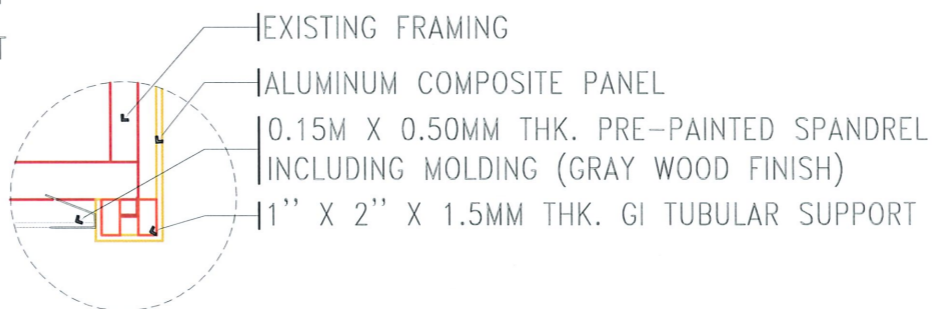 EXISTING FRAMING
ALUMINUM COMPOSITE PANEL
0.15M X 0.50MM THK. PRE-PAINTED SPANDREL
INCLUDING MOLDING (GRAY WOOD FINISH)
1'' X 2'' X 1.5MM THK. GI TUBULAR SUPPORT